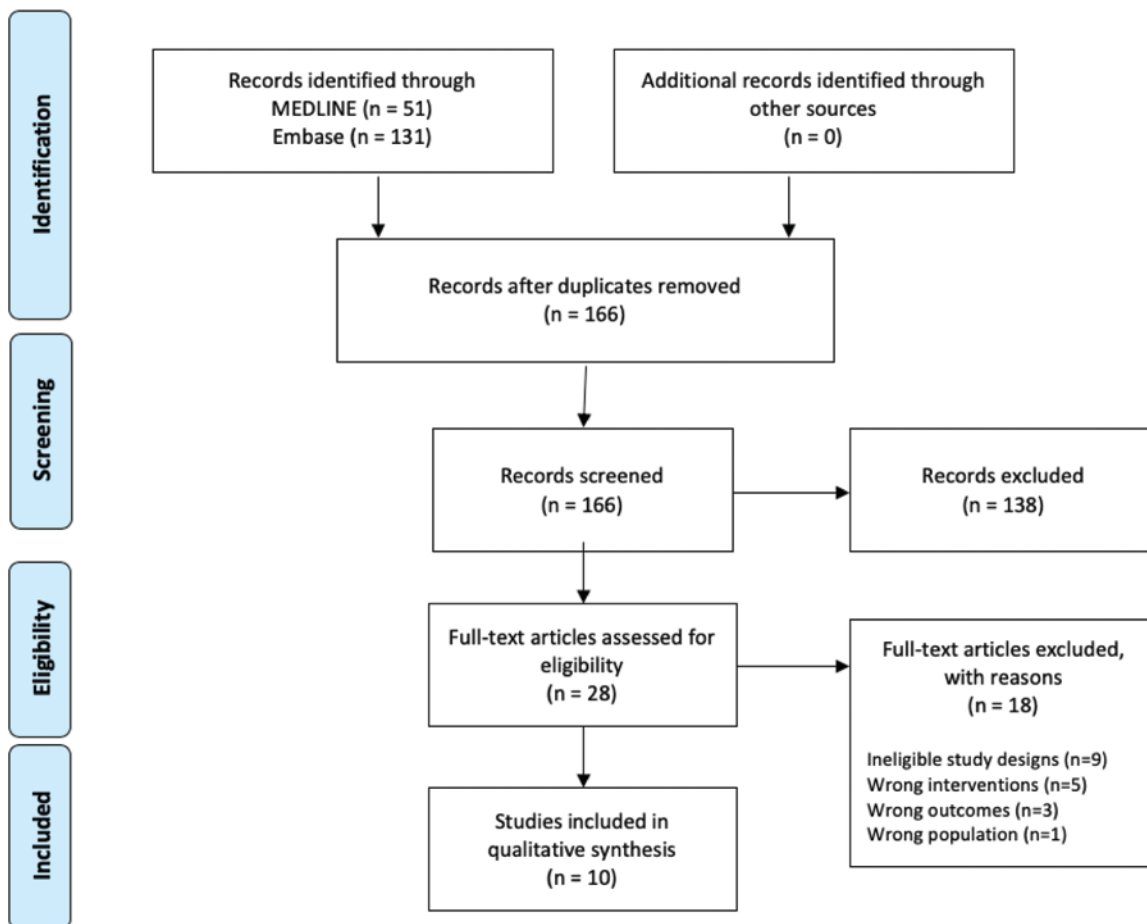 Identification
Records identified through
MEDLINE (n = 51)
Embase (n = 131)
Additional records identified through
other sources
(n = 0)
Records after duplicates removed
(n = 166)
Screening
Records screened
(n = 166)
Records excluded
(n = 138)
Eligibility
Full-text articles assessed for
eligibility
(n = 28)
Full-text articles excluded,
with reasons
(n = 18)
Ineligible study designs (n=9)
Wrong interventions (n=5)
Wrong outcomes (n=3)
Wrong population (n=1)
Included
Studies included in
qualitative synthesis
(n = 10)